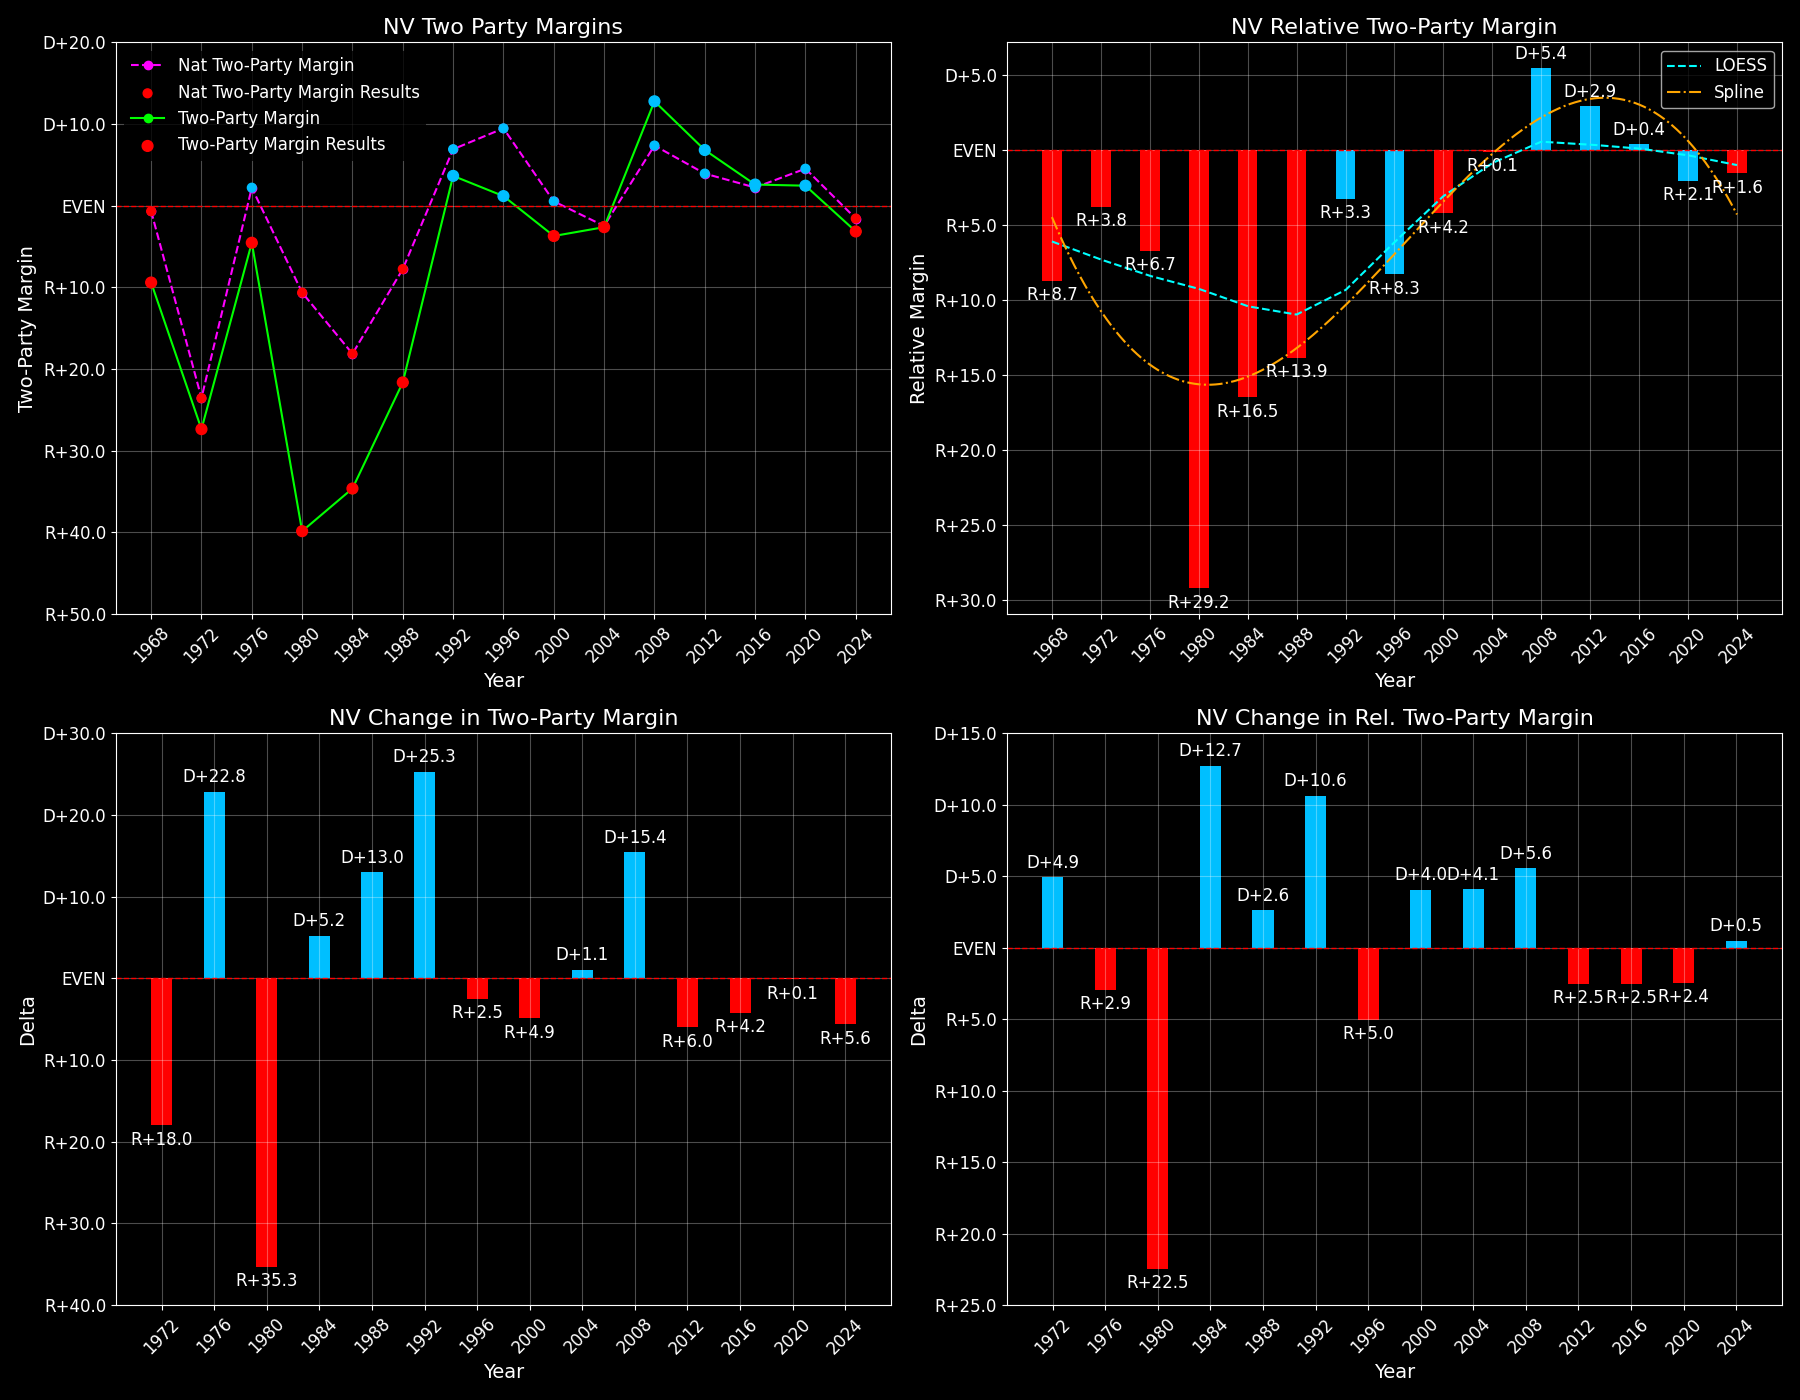 NV Two Party Margins
D+20.0
D+10.0
EVEN
R+10.0
R+20.0
R+30.0
R+40.0
R+50.0
Two-Party Margin
Nat Two-Party Margin
Nat Two-Party Margin Results
Two-Party Margin
Two-Party Margin Results
1968 1972 1976 1980 1984 1988 1992 1996 2000 2004 2008 2012 2016 2020 2024
Year
NV Relative Two-Party Margin
D+5.0
EVEN
R+5.0
R+10.0
R+15.0
R+20.0
R+25.0
R+30.0
Relative Margin
LOESS
Spline
R+8.7
R+3.8
R+6.7
R+29.2
R+16.5
R+13.9
R+3.3
R+8.3
R+4.2
R+0.1
D+5.4
D+2.9
D+0.4
R+2.1
R+1.6
1968 1972 1976 1980 1984 1988 1992 1996 2000 2004 2008 2012 2016 2020 2024
Year
NV Change in Two-Party Margin
D+30.0
D+20.0
D+10.0
EVEN
R+10.0
R+20.0
R+30.0
R+40.0
Delta
R+18.0
D+22.8
R+35.3
D+5.2
D+13.0
D+25.3
R+2.5
R+4.9
D+1.1
D+15.4
R+6.0
R+4.2
R+0.1
R+5.6
1972 1976 1980 1984 1988 1992 1996 2000 2004 2008 2012 2016 2020 2024
Year
NV Change in Rel. Two-Party Margin
D+15.0
D+10.0
D+5.0
EVEN
R+5.0
R+10.0
R+15.0
R+20.0
R+25.0
Delta
D+4.9
R+2.9
R+22.5
D+12.7
D+2.6
D+10.6
R+5.0
D+4.0
D+4.1
D+5.6
R+2.5
R+2.5
R+2.4
D+0.5
1972 1976 1980 1984 1988 1992 1996 2000 2004 2008 2012 2016 2020 2024
Year